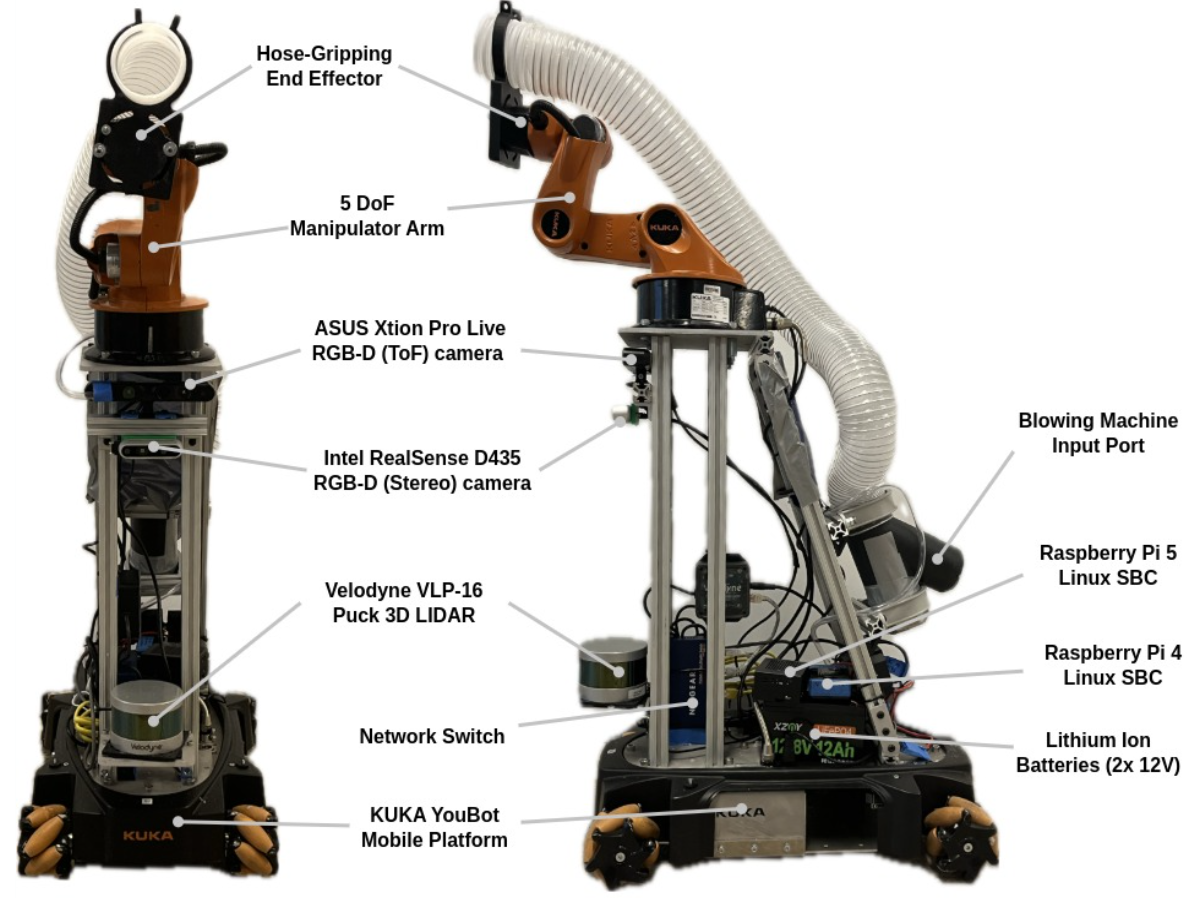 Hose-Gripping
End Effector
5 DoF
Manipulator Arm
KUKA
KUKA
KUKA
ASUS Xtion Pro Live
RGB-D (ToF) camera
Intel RealSense D435
RGB-D (Stereo) camera
Blowing Machine
Input Port
Raspberry Pi 5
Linux SBC
Velodyne VLP-16
Puck 3D LIDAR
Raspberry Pi 4
Linux SBC
Velodyne
Network Switch
Lithium Ion
Batteries (2x 12V)
KUKA YouBot
Mobile Platform
KUKA
KUKA